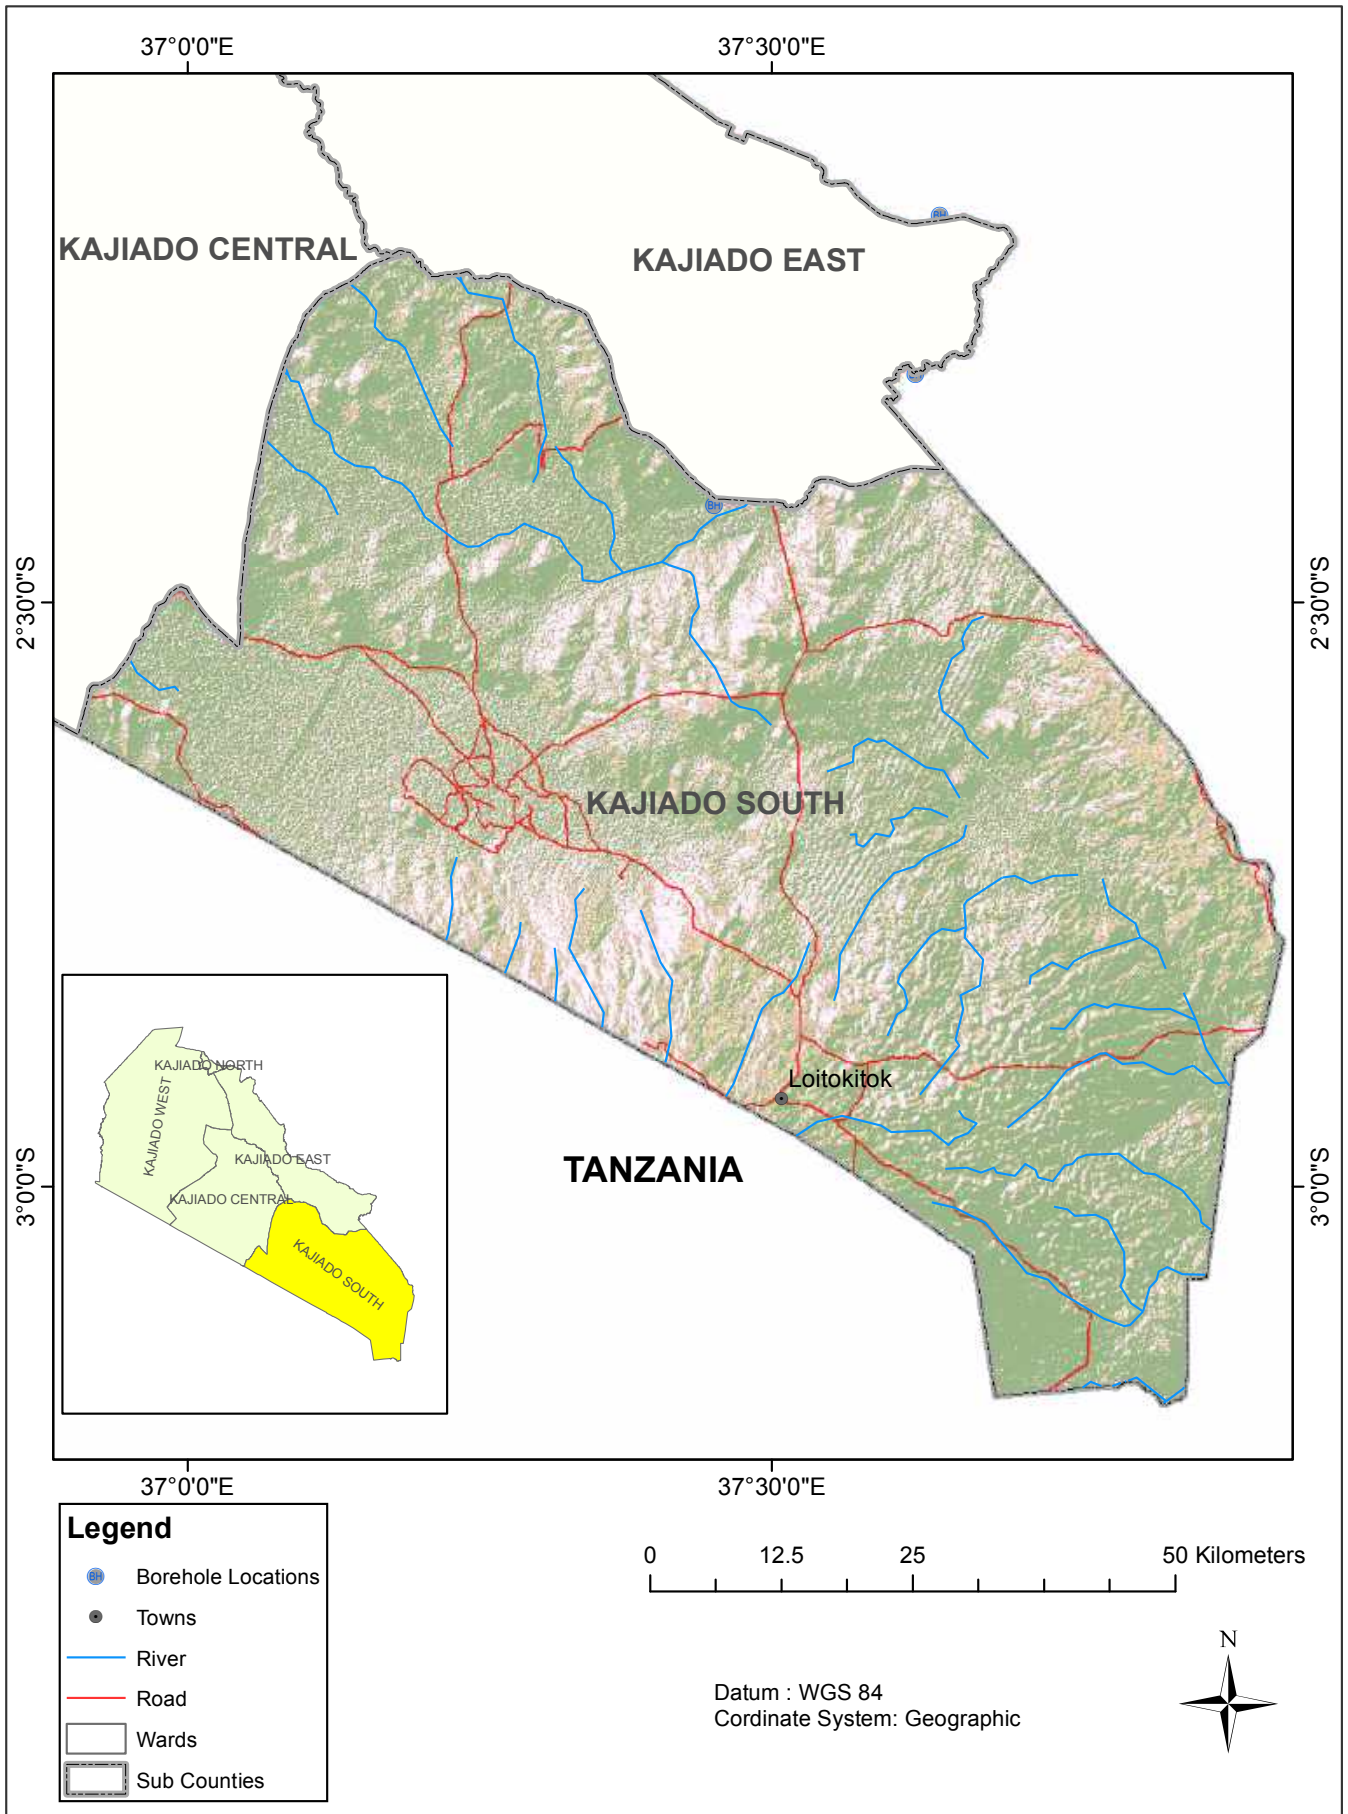 37°0'0"E
37°30'0"E
BH
KAJIADO CENTRAL
KAJIADO EAST
BH
2°30'0"S
2°30'0"S
KAJIADO SOUTH
Loitokitok
TANZANIA
3°0'0"S
3°0'0"S
KAJIADO NORTH
KAJIADO WEST
KAJIADO EAST
KAJIADO CENTRAL
KAJIADO SOUTH
37°0'0"E
37°30'0"E
Legend
BH Borehole Locations
Towns
River
Road
Wards
Sub Counties
0 12.5 25 50 Kilometers
N
Datum : WGS 84
Cordinate System: Geographic